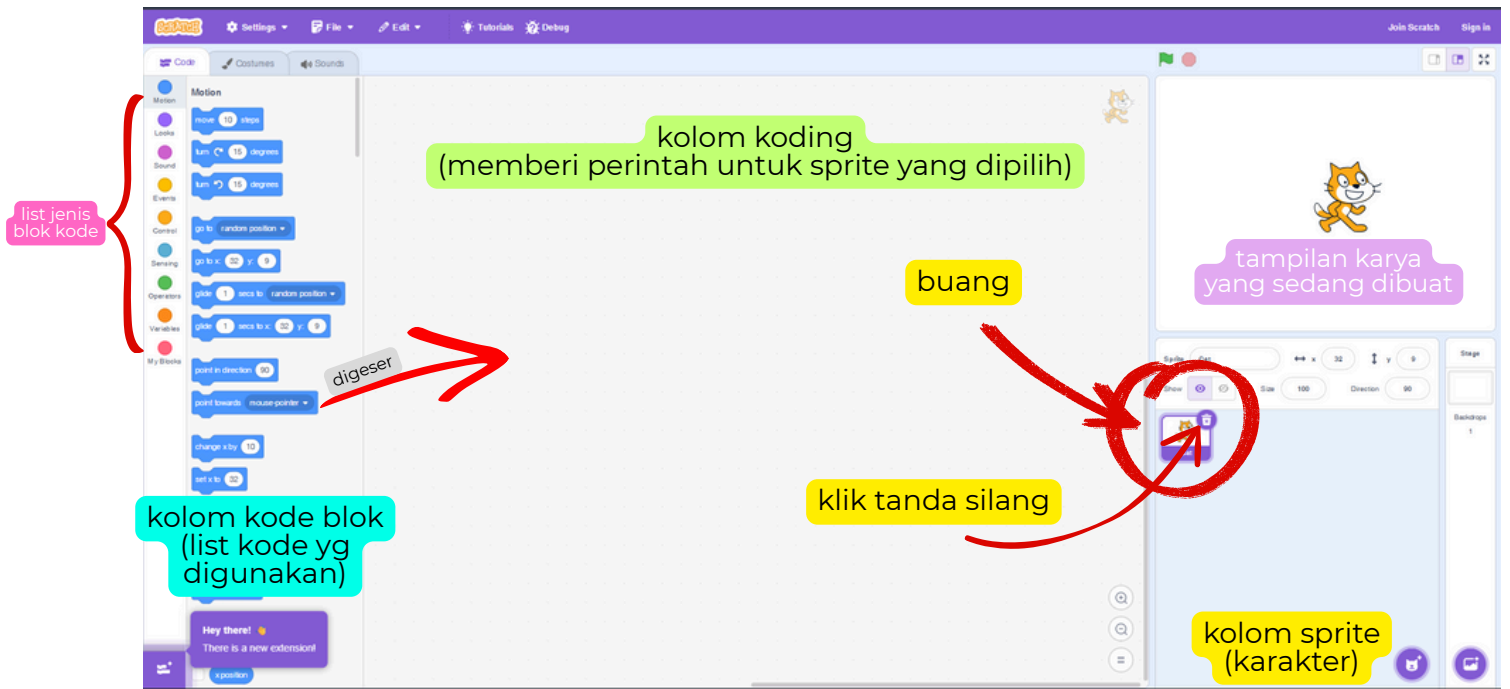 SCRATCH
Settings
File
Edit
Tutorials
Debug
Join Scratch
Sign in
Code
Costumes
Sounds
Motion
Looks
Sound
Events
Control
Sensing
Operators
Variables
My Blocks
Motion
move 10 steps
turn 15 degrees
turn 15 degrees
go to random position
go to x: 32 y: 9
glide 1 secs to random position
glide 1 secs to x: 32 y: 9
point in direction 90
point towards mouse-pointer
change x by 10
set x to 32
x position
Hey there! 👋
There is a new extension!
list jenis
blok kode
kolom kode blok
(list kode yg
digunakan)
digeser
kolom koding
(memberi perintah untuk sprite yang dipilih)
buang
klik tanda silang
tampilan karya
yang sedang dibuat
Sprite Cat x 32 y 9
Show Size 100 Direction 90
Stage
Backdrops
1
kolom sprite
(karakter)